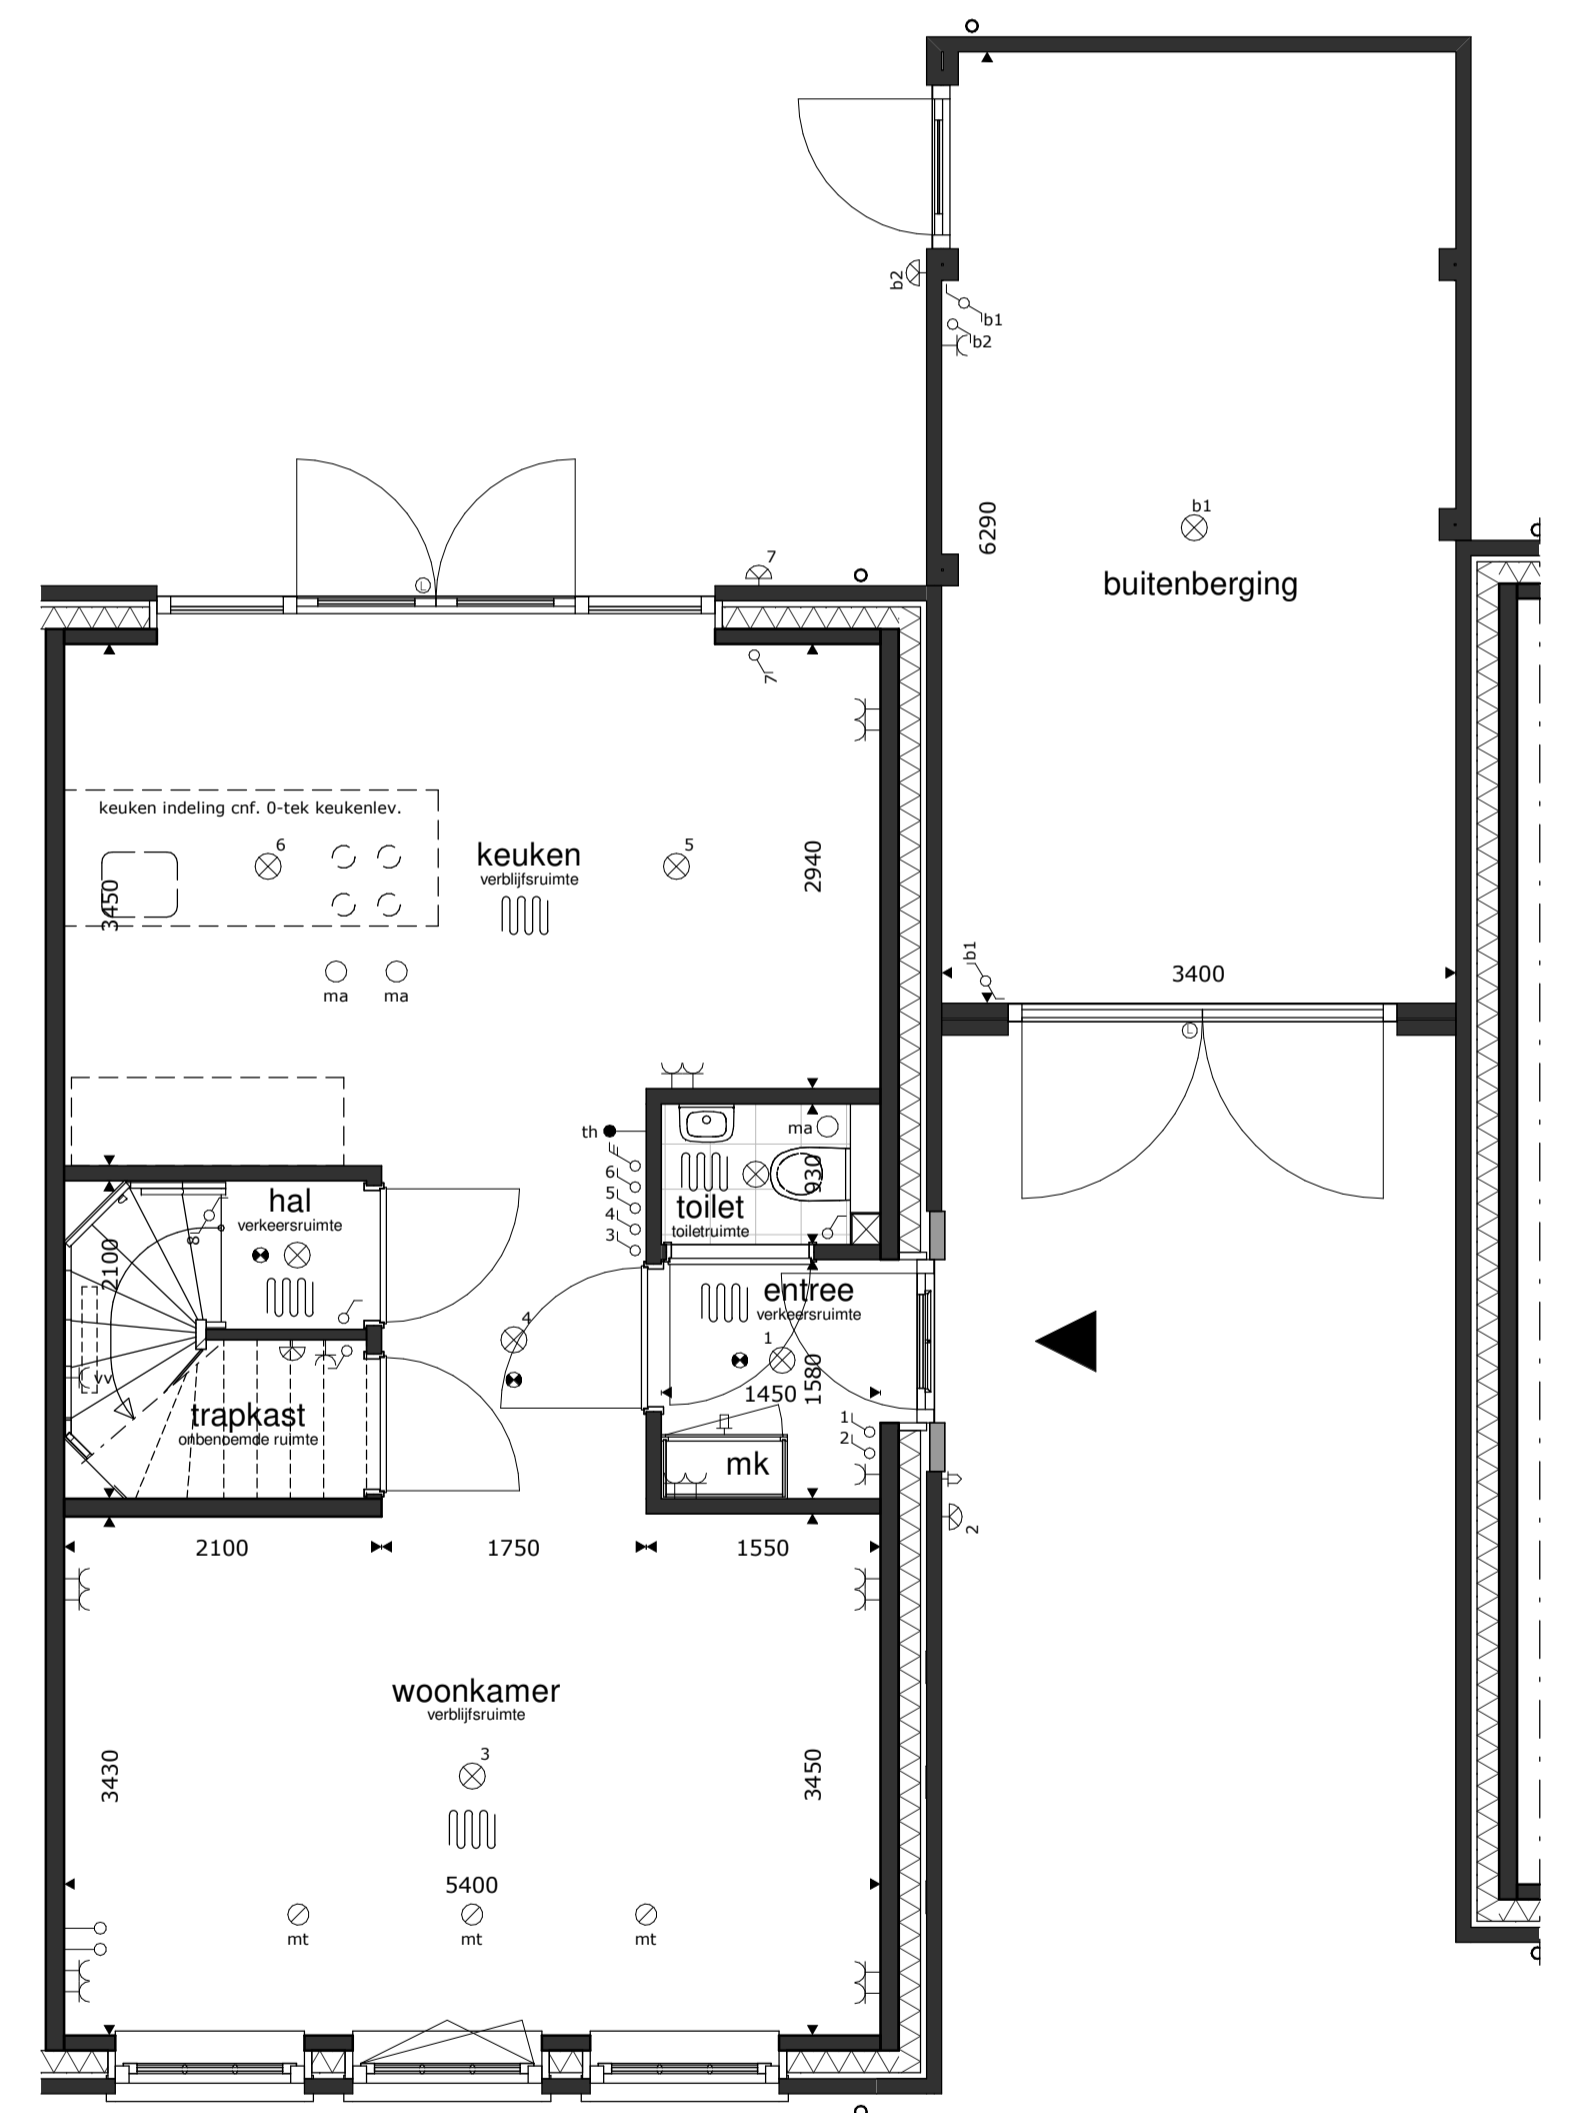 b2
b1
b2
b1
buitenberging
6290
7
7
keuken indeling cnf. 0-tek keukenlev.
6
5
keuken
verblijfsruimte
3450
2940
ma
ma
b1
3400
L
L
th
6
5
4
3
ma
930
toilet
toiletruimte
hal
verkeersruimte
8
2100
entree
verkeersruimte
4
1
1580
1450
vv
trapkast
onbenoemde ruimte
1
2
mk
2
2100
1750
1550
woonkamer
verblijfsruimte
3
3430
3450
5400
mt
mt
mt